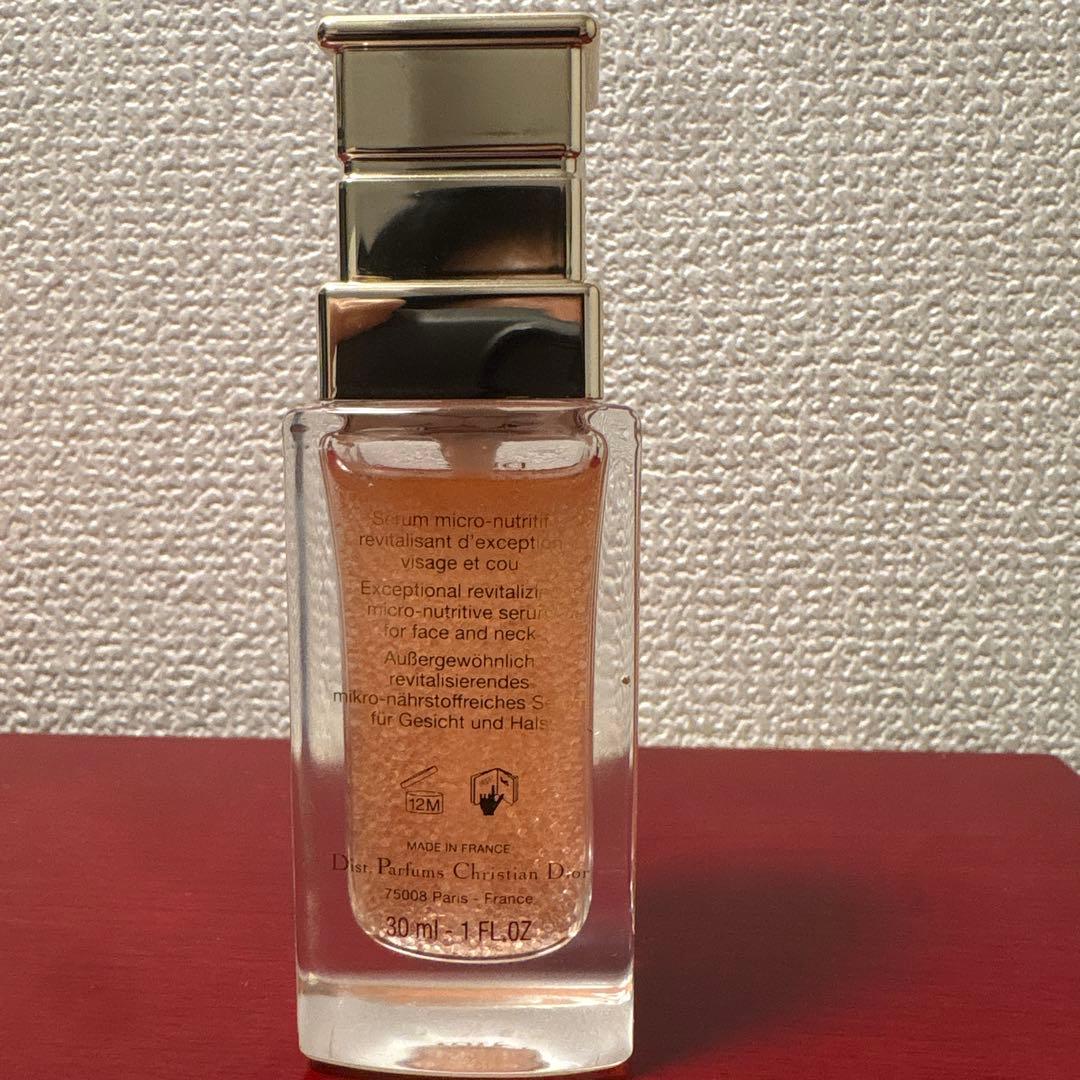 Sérum micro-nutritif
revitalisant d'exception
visage et cou
Exceptional revitalizing
micro-nutritive serum
for face and neck
Außergewöhnlich
revitalisierendes
mikro-nährstoffreiches
für Gesicht und Hals
12M
MADE IN FRANCE
Dist. Parfums Christian Dior
75008 Paris - France
30 ml - 1 FL.OZ